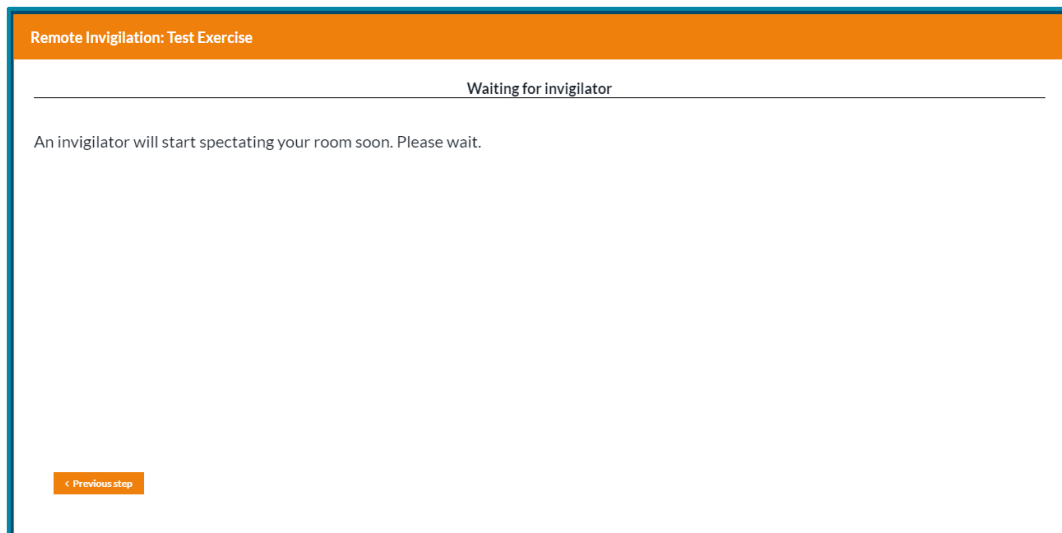 Remote Invigilation: Test Exercise
Waiting for invigilator
An invigilator will start spectating your room soon. Please wait.
< Previous step